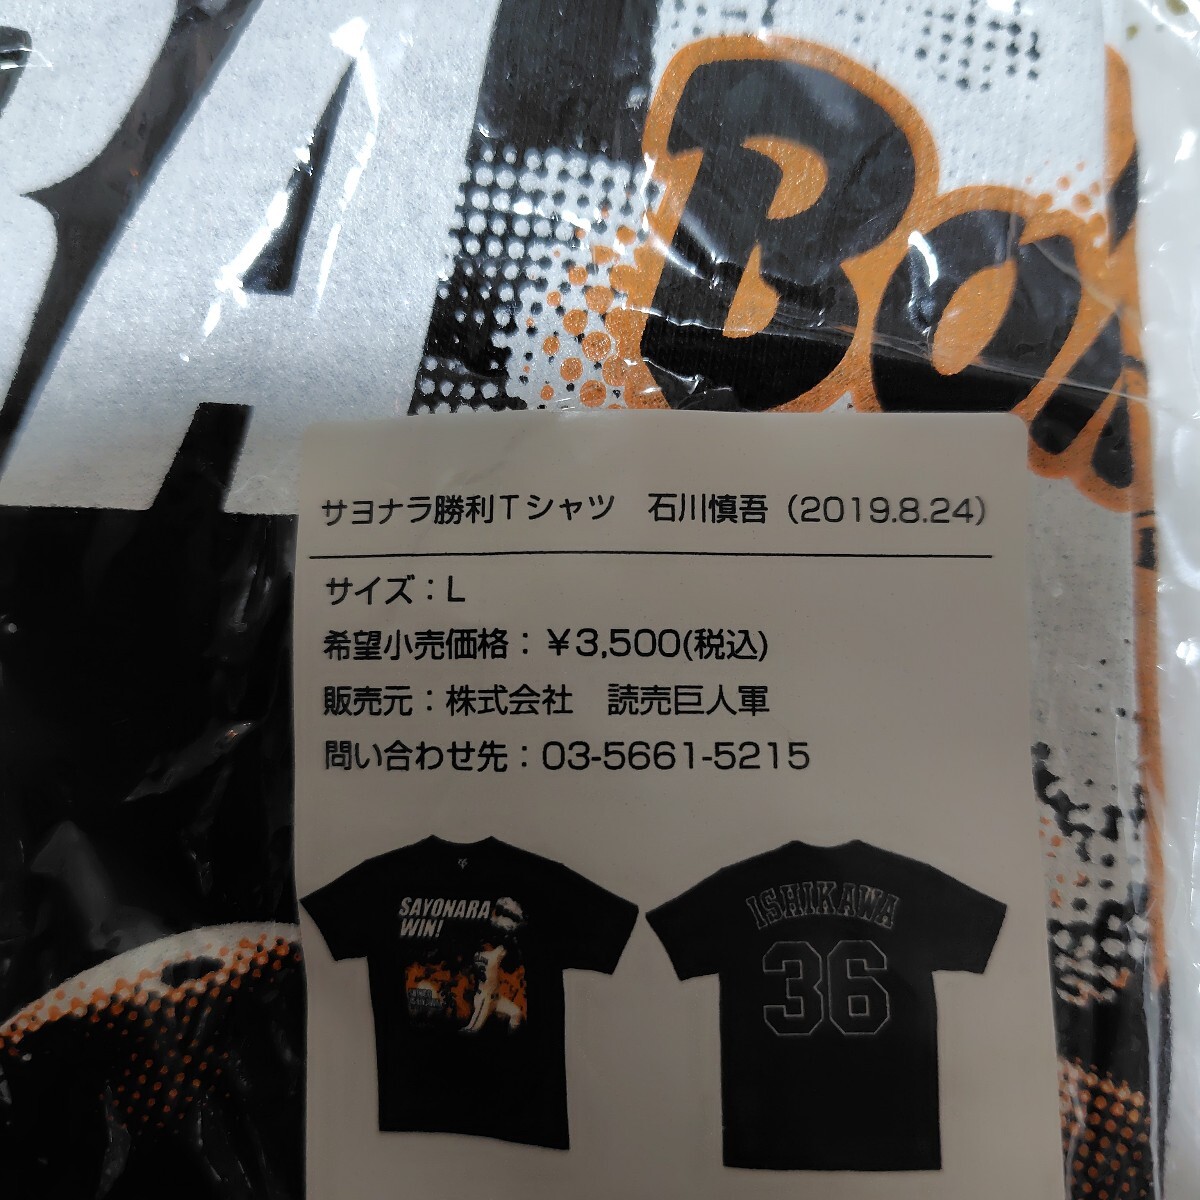 RA
Bom
サヨナラ勝利Tシャツ　石川慎吾（2019.8.24）
サイズ：L
希望小売価格：￥3,500(税込)
販売元：株式会社　読売巨人軍
問い合わせ先：03-5661-5215
SAYONARA
WIN!
ISHIKAWA
36